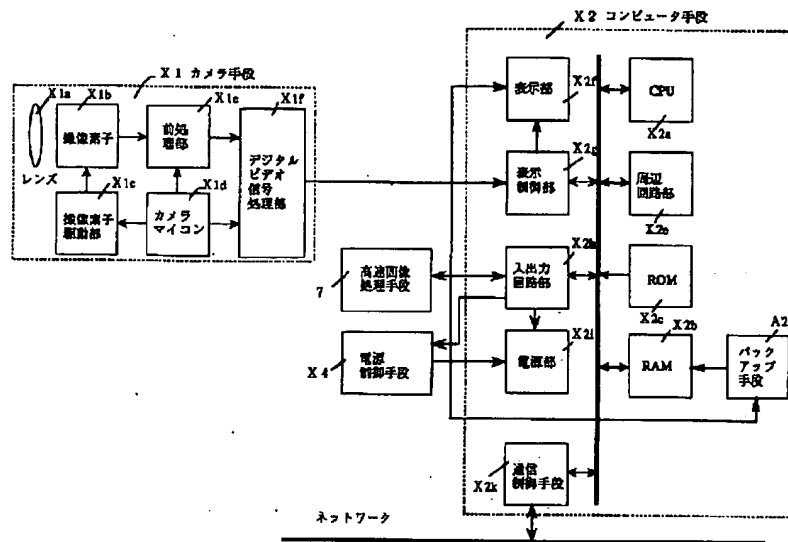 X2 コンピュータ手段
X1 カメラ手段
X1a
X1b
X1c
X1f
レンズ
撮像素子
前処
理部
デジタル
ビデオ
信号
処理部
X1e
X1d
撮像素子
駆動部
カメラ
マイコン
表示部
X2f
CPU
X2a
X2g
表示
制御部
周辺
回路部
X2e
7
高速画像
処理手段
X2h
入出力
回路部
ROM
X2c
X4
電源
制御手段
X2i
電源部
X2b
RAM
A2
バック
アップ
手段
X2k
通信
制御手段
ネットワーク